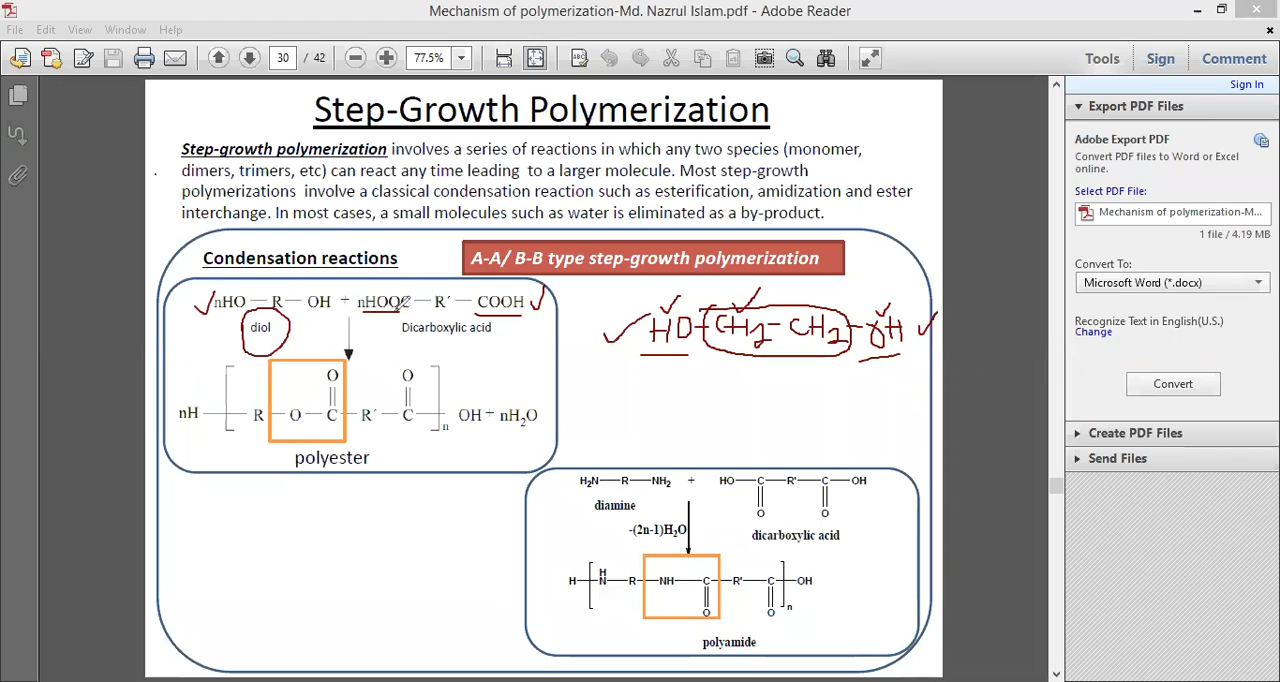 Mechanism of polymerization-Md. Nazrul Islam.pdf - Adobe Reader
File Edit View Window Help
30 / 42 77.5% Tools Sign Comment
Sign In
Export PDF Files
Adobe Export PDF
Convert PDF files to Word or Excel
online.
Select PDF File:
Mechanism of polymerization-M...
1 file / 4.19 MB
Convert To:
Microsoft Word (*.docx)
Recognize Text in English(U.S.)
Change
Convert
Create PDF Files
Send Files
Step-Growth Polymerization
Step-growth polymerization involves a series of reactions in which any two species (monomer,
dimers, trimers, etc) can react any time leading to a larger molecule. Most step-growth
polymerizations involve a classical condensation reaction such as esterification, amidization and ester
interchange. In most cases, a small molecules such as water is eliminated as a by-product.
Condensation reactions
A-A/ B-B type step-growth polymerization
nHO — R — OH + nHOOC — R´ — COOH
diol Dicarboxylic acid
O O
nH — [ R — O — C — R´ — C ]n OH + nH2O
polyester
HO - CH2 - CH2 - OH
H2N—R—NH2 + HO—C—R'—C—OH
O O
diamine
dicarboxylic acid
-(2n-1)H2O
H
H—[N—R—NH—C—R'—C]n—OH
O O
polyamide